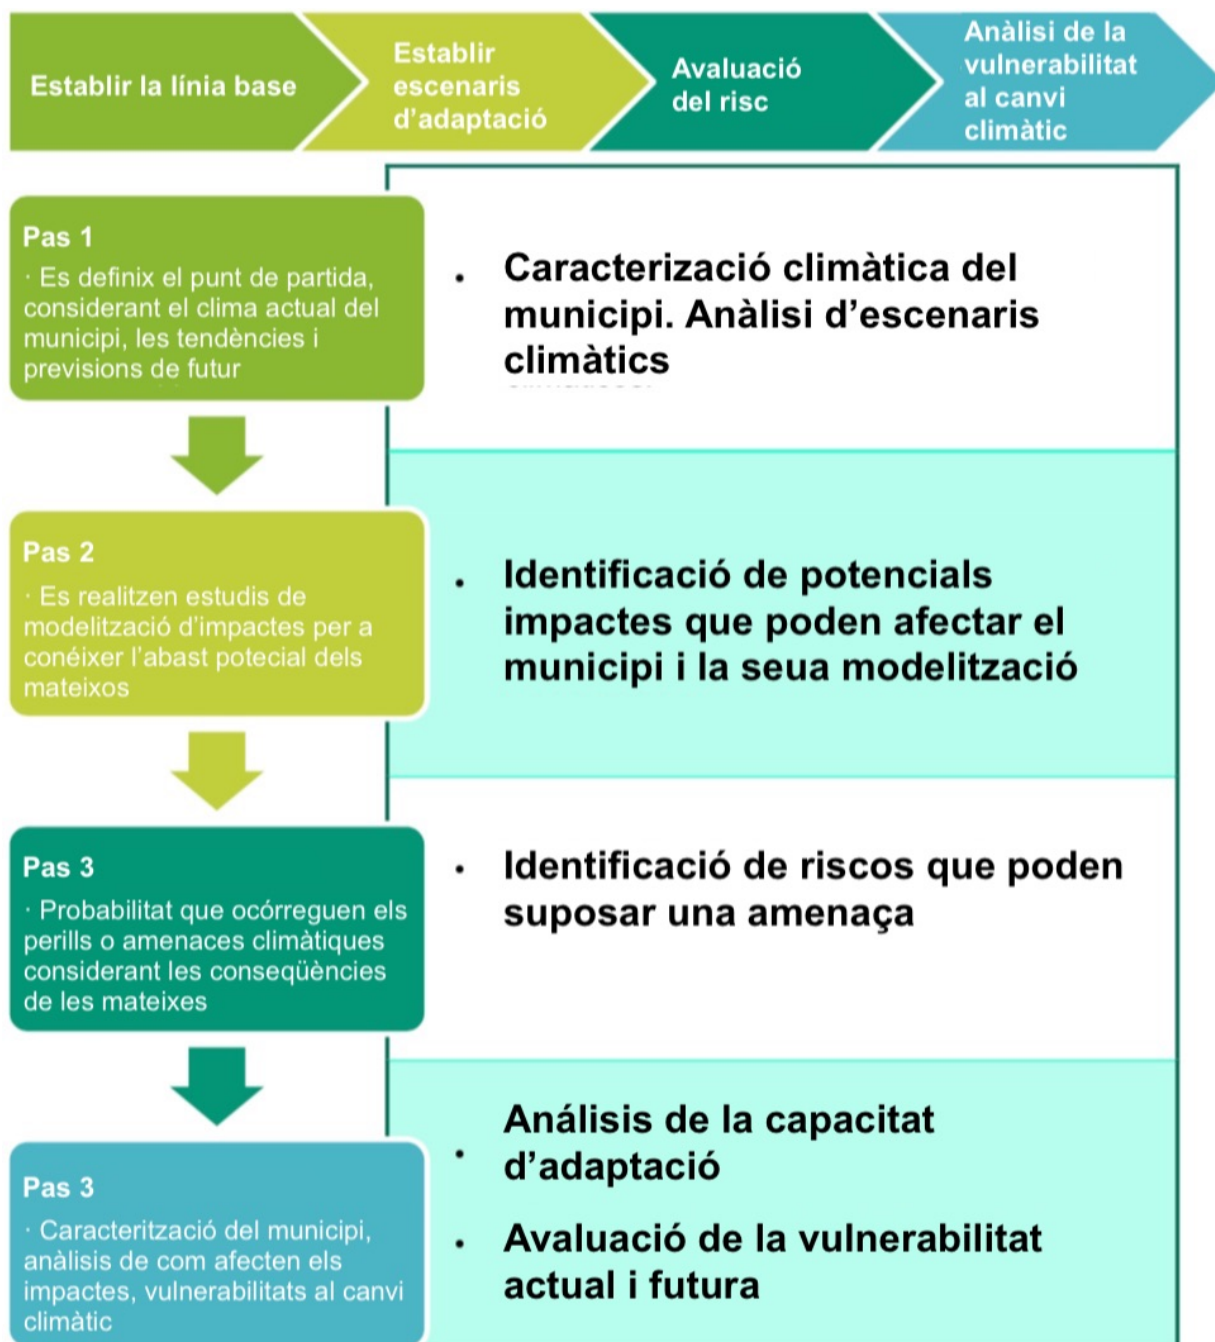 Establir la línia base
Establir
escenaris
d’adaptació
Avaluació
del risc
Anàlisi de la
vulnerabilitat
al canvi
climàtic
Pas 1
· Es definix el punt de partida,
considerant el clima actual del
municipi, les tendències i
previsions de futur
• Caracterizació climàtica del
municipi. Anàlisi d’escenaris
climàtics
Pas 2
· Es realitzen estudis de
modelització d’impactes per a
conéixer l’abast potecial dels
mateixos
• Identificació de potencials
impactes que poden afectar el
municipi i la seua modelització
Pas 3
· Probabilitat que ocórreguen els
perills o amenaces climàtiques
considerant les conseqüències
de les mateixes
• Identificació de riscos que poden
suposar una amenaça
Pas 3
· Caracterització del municipi,
anàlisis de com afecten els
impactes, vulnerabilitats al canvi
climàtic
• Análisis de la capacitat
d’adaptació
• Avaluació de la vulnerabilitat
actual i futura